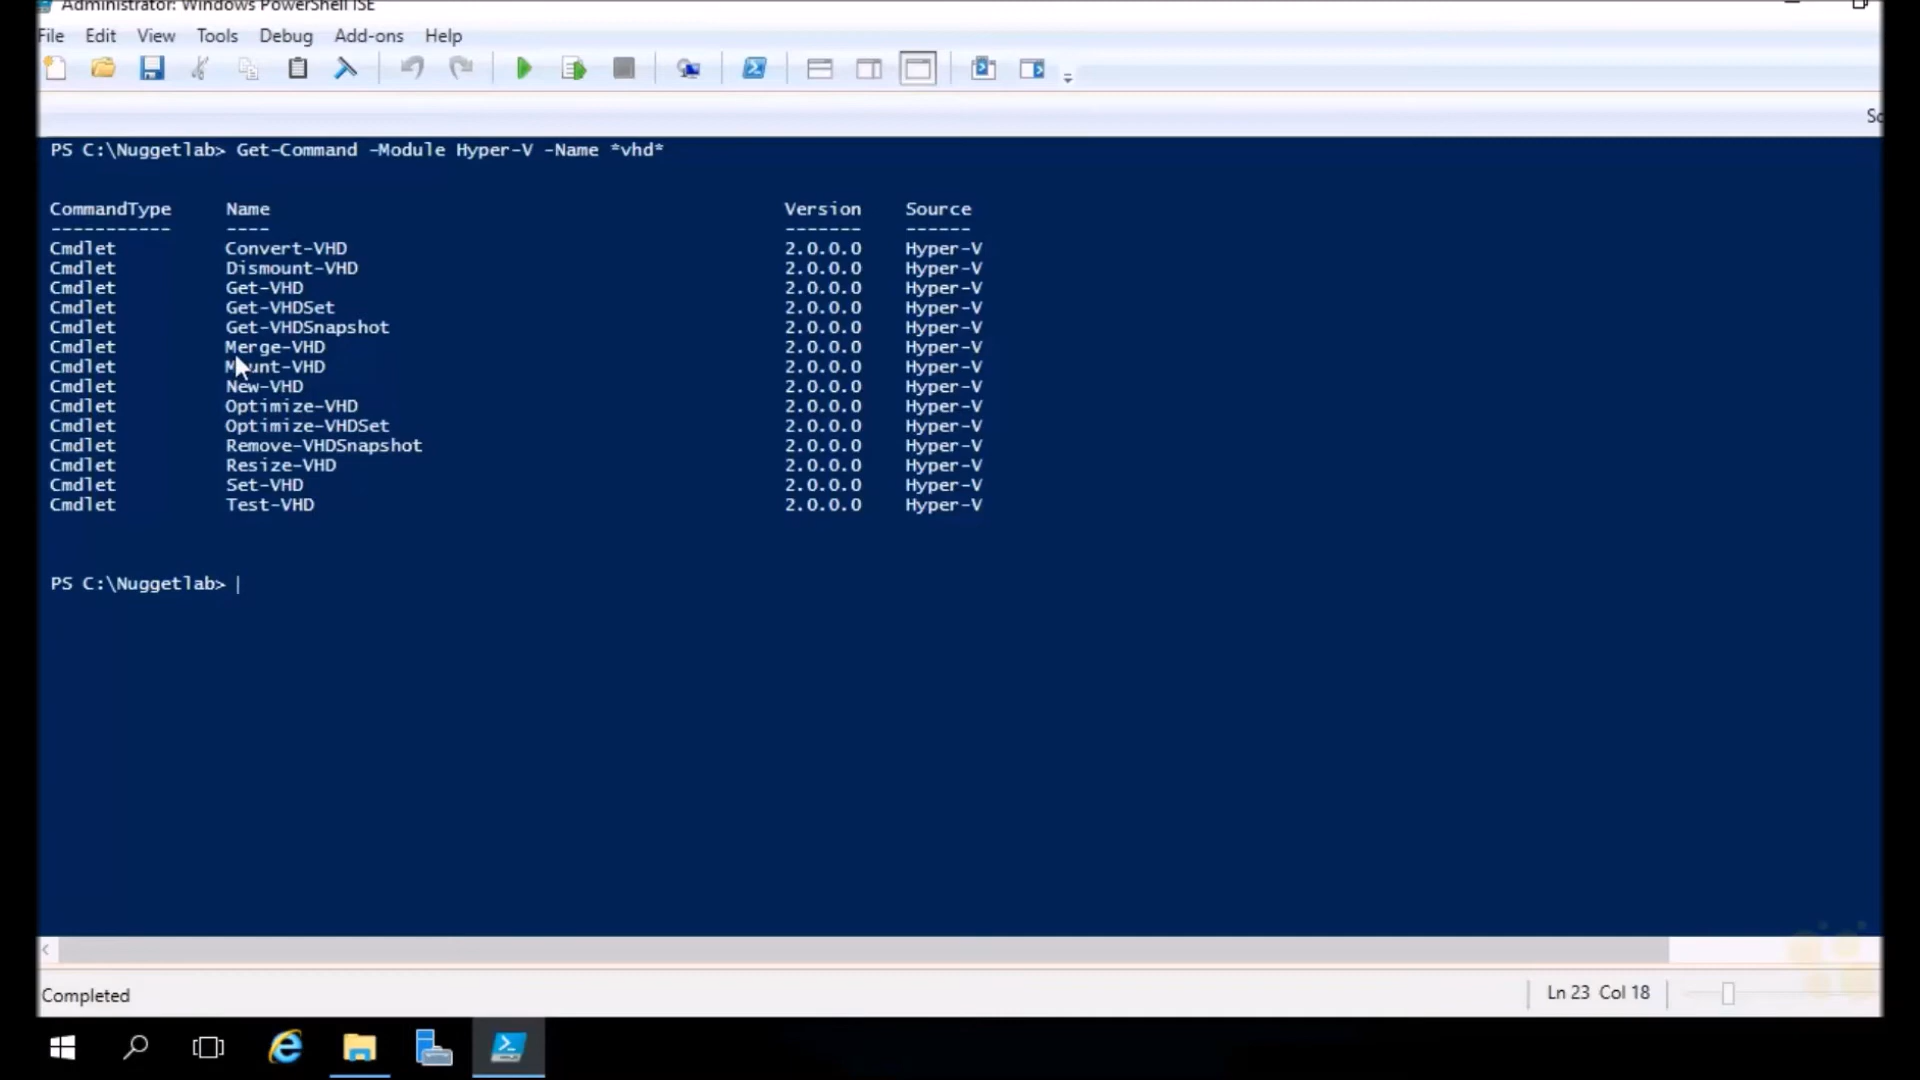 Administrator: Windows PowerShell ISE
File Edit View Tools Debug Add-ons Help
PS C:\Nuggetlab> Get-Command -Module Hyper-V -Name *vhd*
CommandType Name Version Source
----------- ---- ------- ------
Cmdlet Convert-VHD 2.0.0.0 Hyper-V
Cmdlet Dismount-VHD 2.0.0.0 Hyper-V
Cmdlet Get-VHD 2.0.0.0 Hyper-V
Cmdlet Get-VHDSet 2.0.0.0 Hyper-V
Cmdlet Get-VHDSnapshot 2.0.0.0 Hyper-V
Cmdlet Merge-VHD 2.0.0.0 Hyper-V
Cmdlet Mount-VHD 2.0.0.0 Hyper-V
Cmdlet New-VHD 2.0.0.0 Hyper-V
Cmdlet Optimize-VHD 2.0.0.0 Hyper-V
Cmdlet Optimize-VHDSet 2.0.0.0 Hyper-V
Cmdlet Remove-VHDSnapshot 2.0.0.0 Hyper-V
Cmdlet Resize-VHD 2.0.0.0 Hyper-V
Cmdlet Set-VHD 2.0.0.0 Hyper-V
Cmdlet Test-VHD 2.0.0.0 Hyper-V
PS C:\Nuggetlab>
Completed Ln 23 Col 18